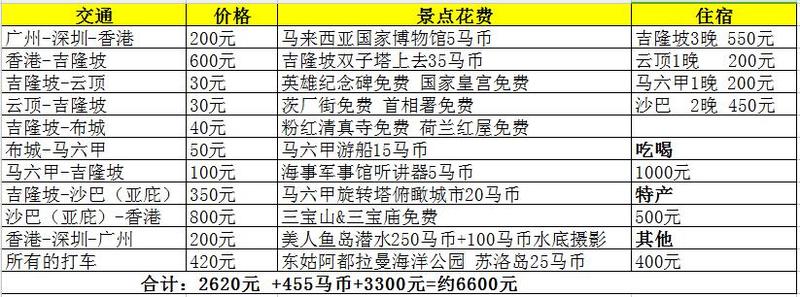 交通 价格 景点花费 住宿
广州-深圳-香港 200元 马来西亚国家博物馆5马币 吉隆坡3晚 550元
香港-吉隆坡 600元 吉隆坡双子塔上去35马币 云顶1晚 200元
吉隆坡-云顶 30元 英雄纪念碑免费 国家皇宫免费 马六甲1晚 200元
云顶-吉隆坡 30元 茨厂街免费 首相署免费 沙巴 2晚 450元
吉隆坡-布城 40元 粉红清真寺免费 荷兰红屋免费
布城-马六甲 50元 马六甲游船15马币 吃喝
马六甲-吉隆坡 100元 海事军事馆听讲器5马币 1000元
吉隆坡-沙巴（亚庇） 350元 马六甲旋转塔俯瞰城市20马币 特产
沙巴（亚庇）-香港 800元 三宝山&三宝庙免费 500元
香港-深圳-广州 200元 美人鱼岛潜水250马币+100马币水底摄影 其他
所有的打车 420元 东姑阿都拉曼海洋公园 苏洛岛25马币 400元
合计：2620元 +455马币+3300元=约6600元